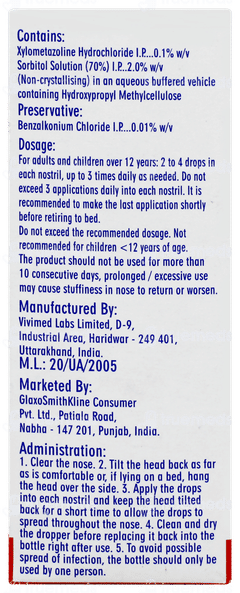 Contains:
Xylometazoline Hydrochloride I.P....0.1% w/v
Sorbitol Solution (70%) I.P...2.0% w/v
(Non-crystallising) in an aqueous buffered vehicle
containing Hydroxypropyl Methylcellulose
Preservative:
Benzalkonium Chloride I.P....0.01% w/v
Dosage:
For adults and children over 12 years: 2 to 4 drops in
each nostril, up to three times daily as needed. Do not
exceed 3 applications daily into each nostril. It is
recommended to make the last application shortly
before retiring to bed.
Do not exceed the recommended dosage. Not
recommended for children <12 years of age.
The product should not be used for more than
10 consecutive days, prolonged / excessive use
may cause stuffiness in nose to return or worsen.
Manufactured By:
Vivimed Labs Limited, D-9,
Industrial Area, Haridwar - 249 401,
Uttarakhand, India.
M.L.: 20/UA/2005
Marketed By:
GlaxoSmithKline Consumer
Pvt. Ltd., Patiala Road,
Nabha - 147 201, Punjab, India.
Administration:
1. Clear the nose. 2. Tilt the head back as far
as is comfortable or, if lying on a bed, hang
the head over the side. 3. Apply the drops
into each nostril and keep the head tilted
back for a short time to allow the drops to
spread throughout the nose. 4. Clean and dry
the dropper before replacing it back into the
bottle right after use. 5. To avoid possible
spread of infection, the bottle should only be
used by one person.